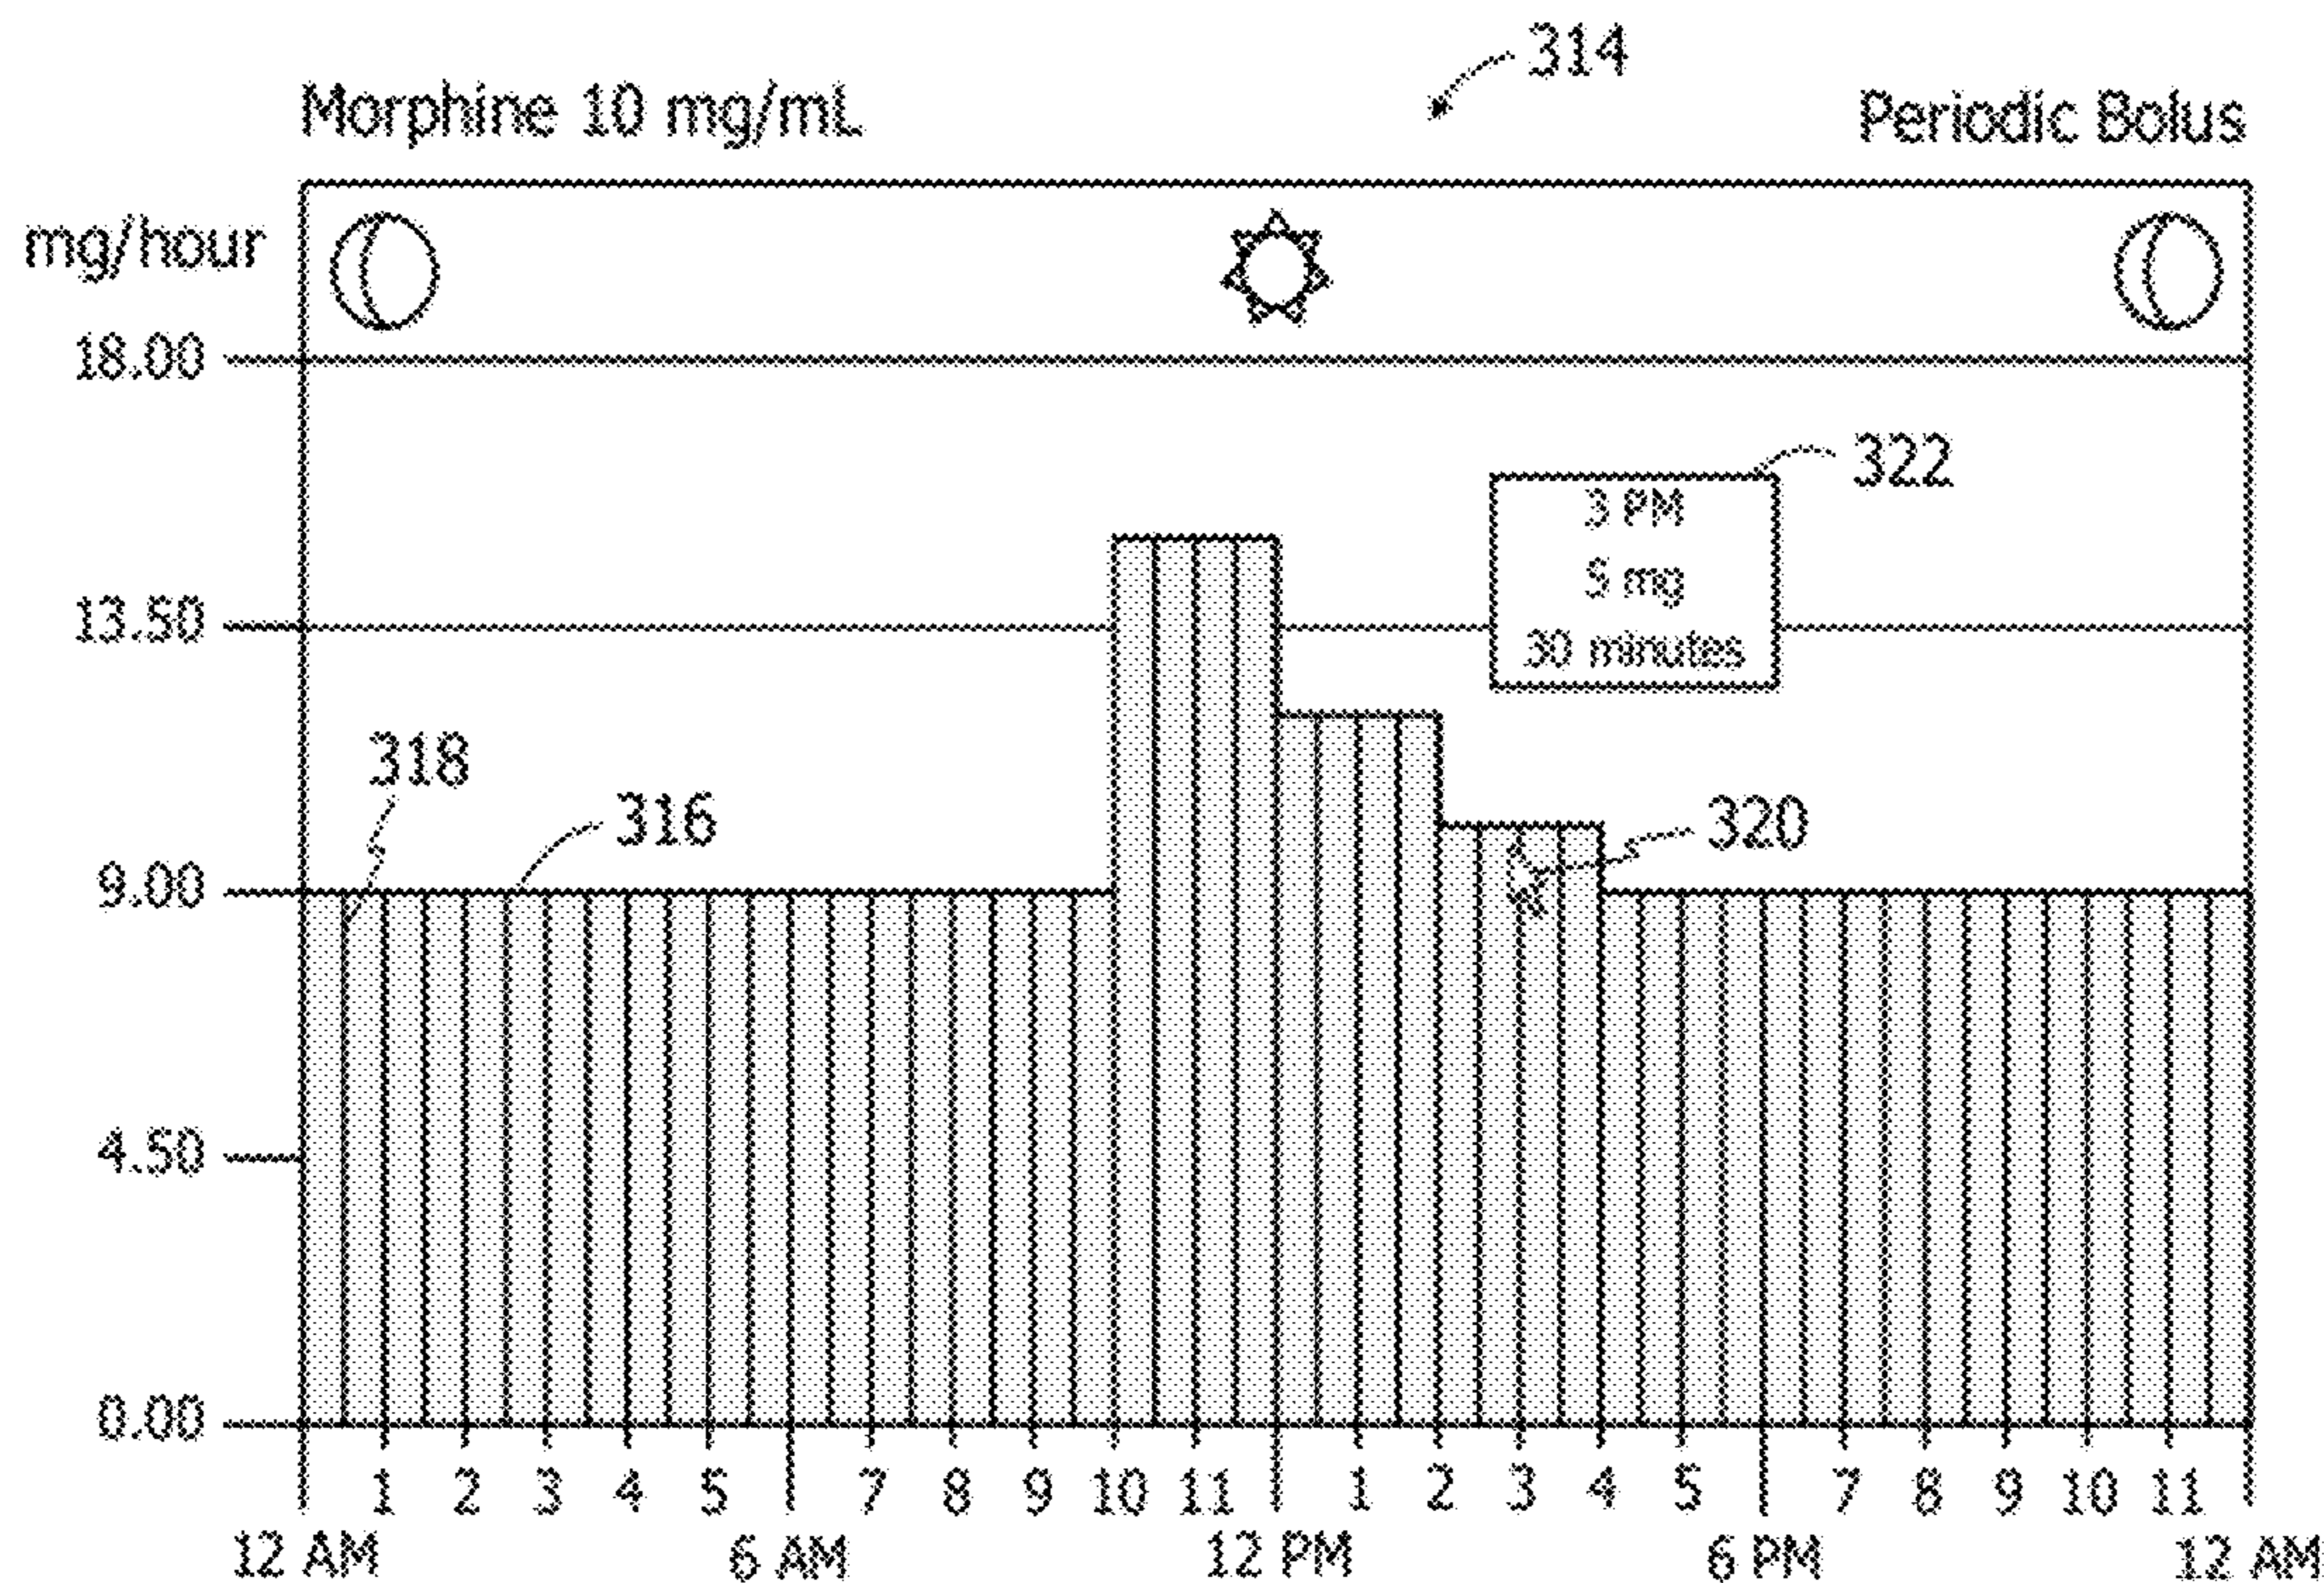 314
Morphine 10 mg/mL
Periodic Bolus
mg/hour
18.00
322
3 PM
5 mg
30 minutes
13.50
318
316
320
9.00
4.50
0.00
1 2 3 4 5 7 8 9 10 11 1 2 3 4 5 7 8 9 10 11
12 AM 6 AM 12 PM 6 PM 12 AM